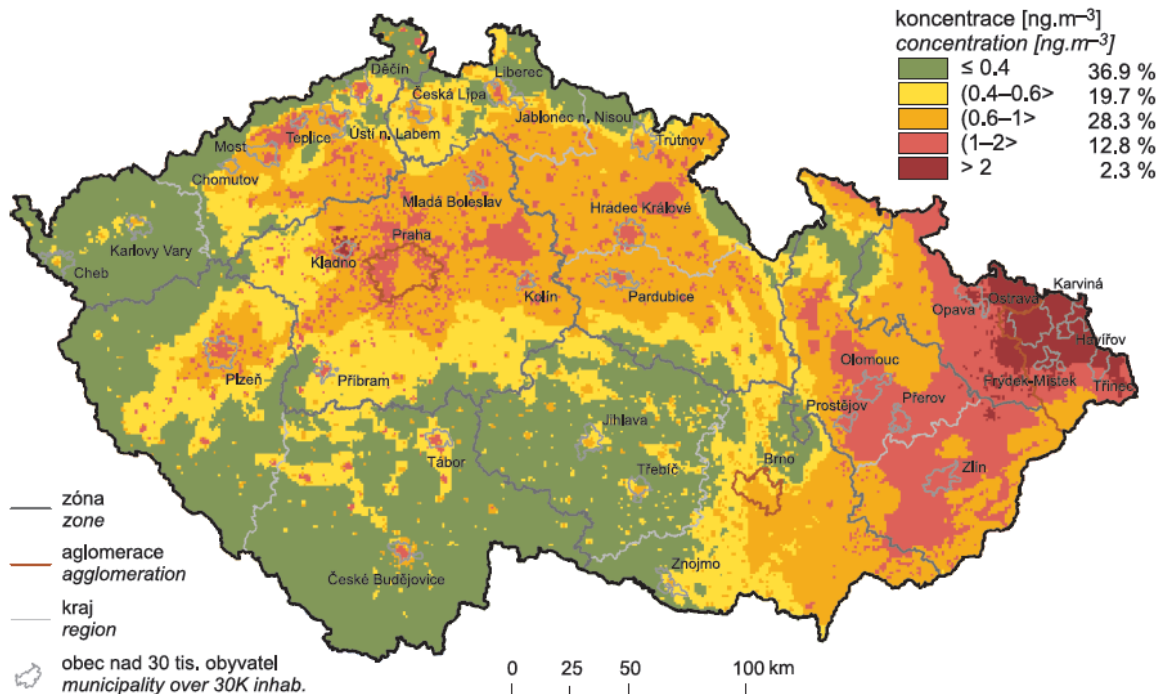 koncentrace [ng.m⁻³]
concentration [ng.m⁻³]
≤ 0.4 36.9 %
(0.4–0.6> 19.7 %
(0.6–1> 28.3 %
(1–2> 12.8 %
> 2 2.3 %
Děčín
Liberec
Česká Lípa
Jablonec n. Nisou
Teplice
Ústí n. Labem
Most
Trutnov
Chomutov
Mladá Boleslav
Hradec Králové
Karlovy Vary
Praha
Cheb
Kladno
Kolín
Pardubice
Karviná
Opava
Ostrava
Havířov
Olomouc
Plzeň
Příbram
Frýdek-Místek
Třinec
Prostějov
Přerov
Jihlava
Tábor
Třebíč
Brno
Zlín
Znojmo
České Budějovice
zóna
zone
aglomerace
agglomeration
kraj
region
obec nad 30 tis. obyvatel
municipality over 30K inhab.
0 25 50 100 km